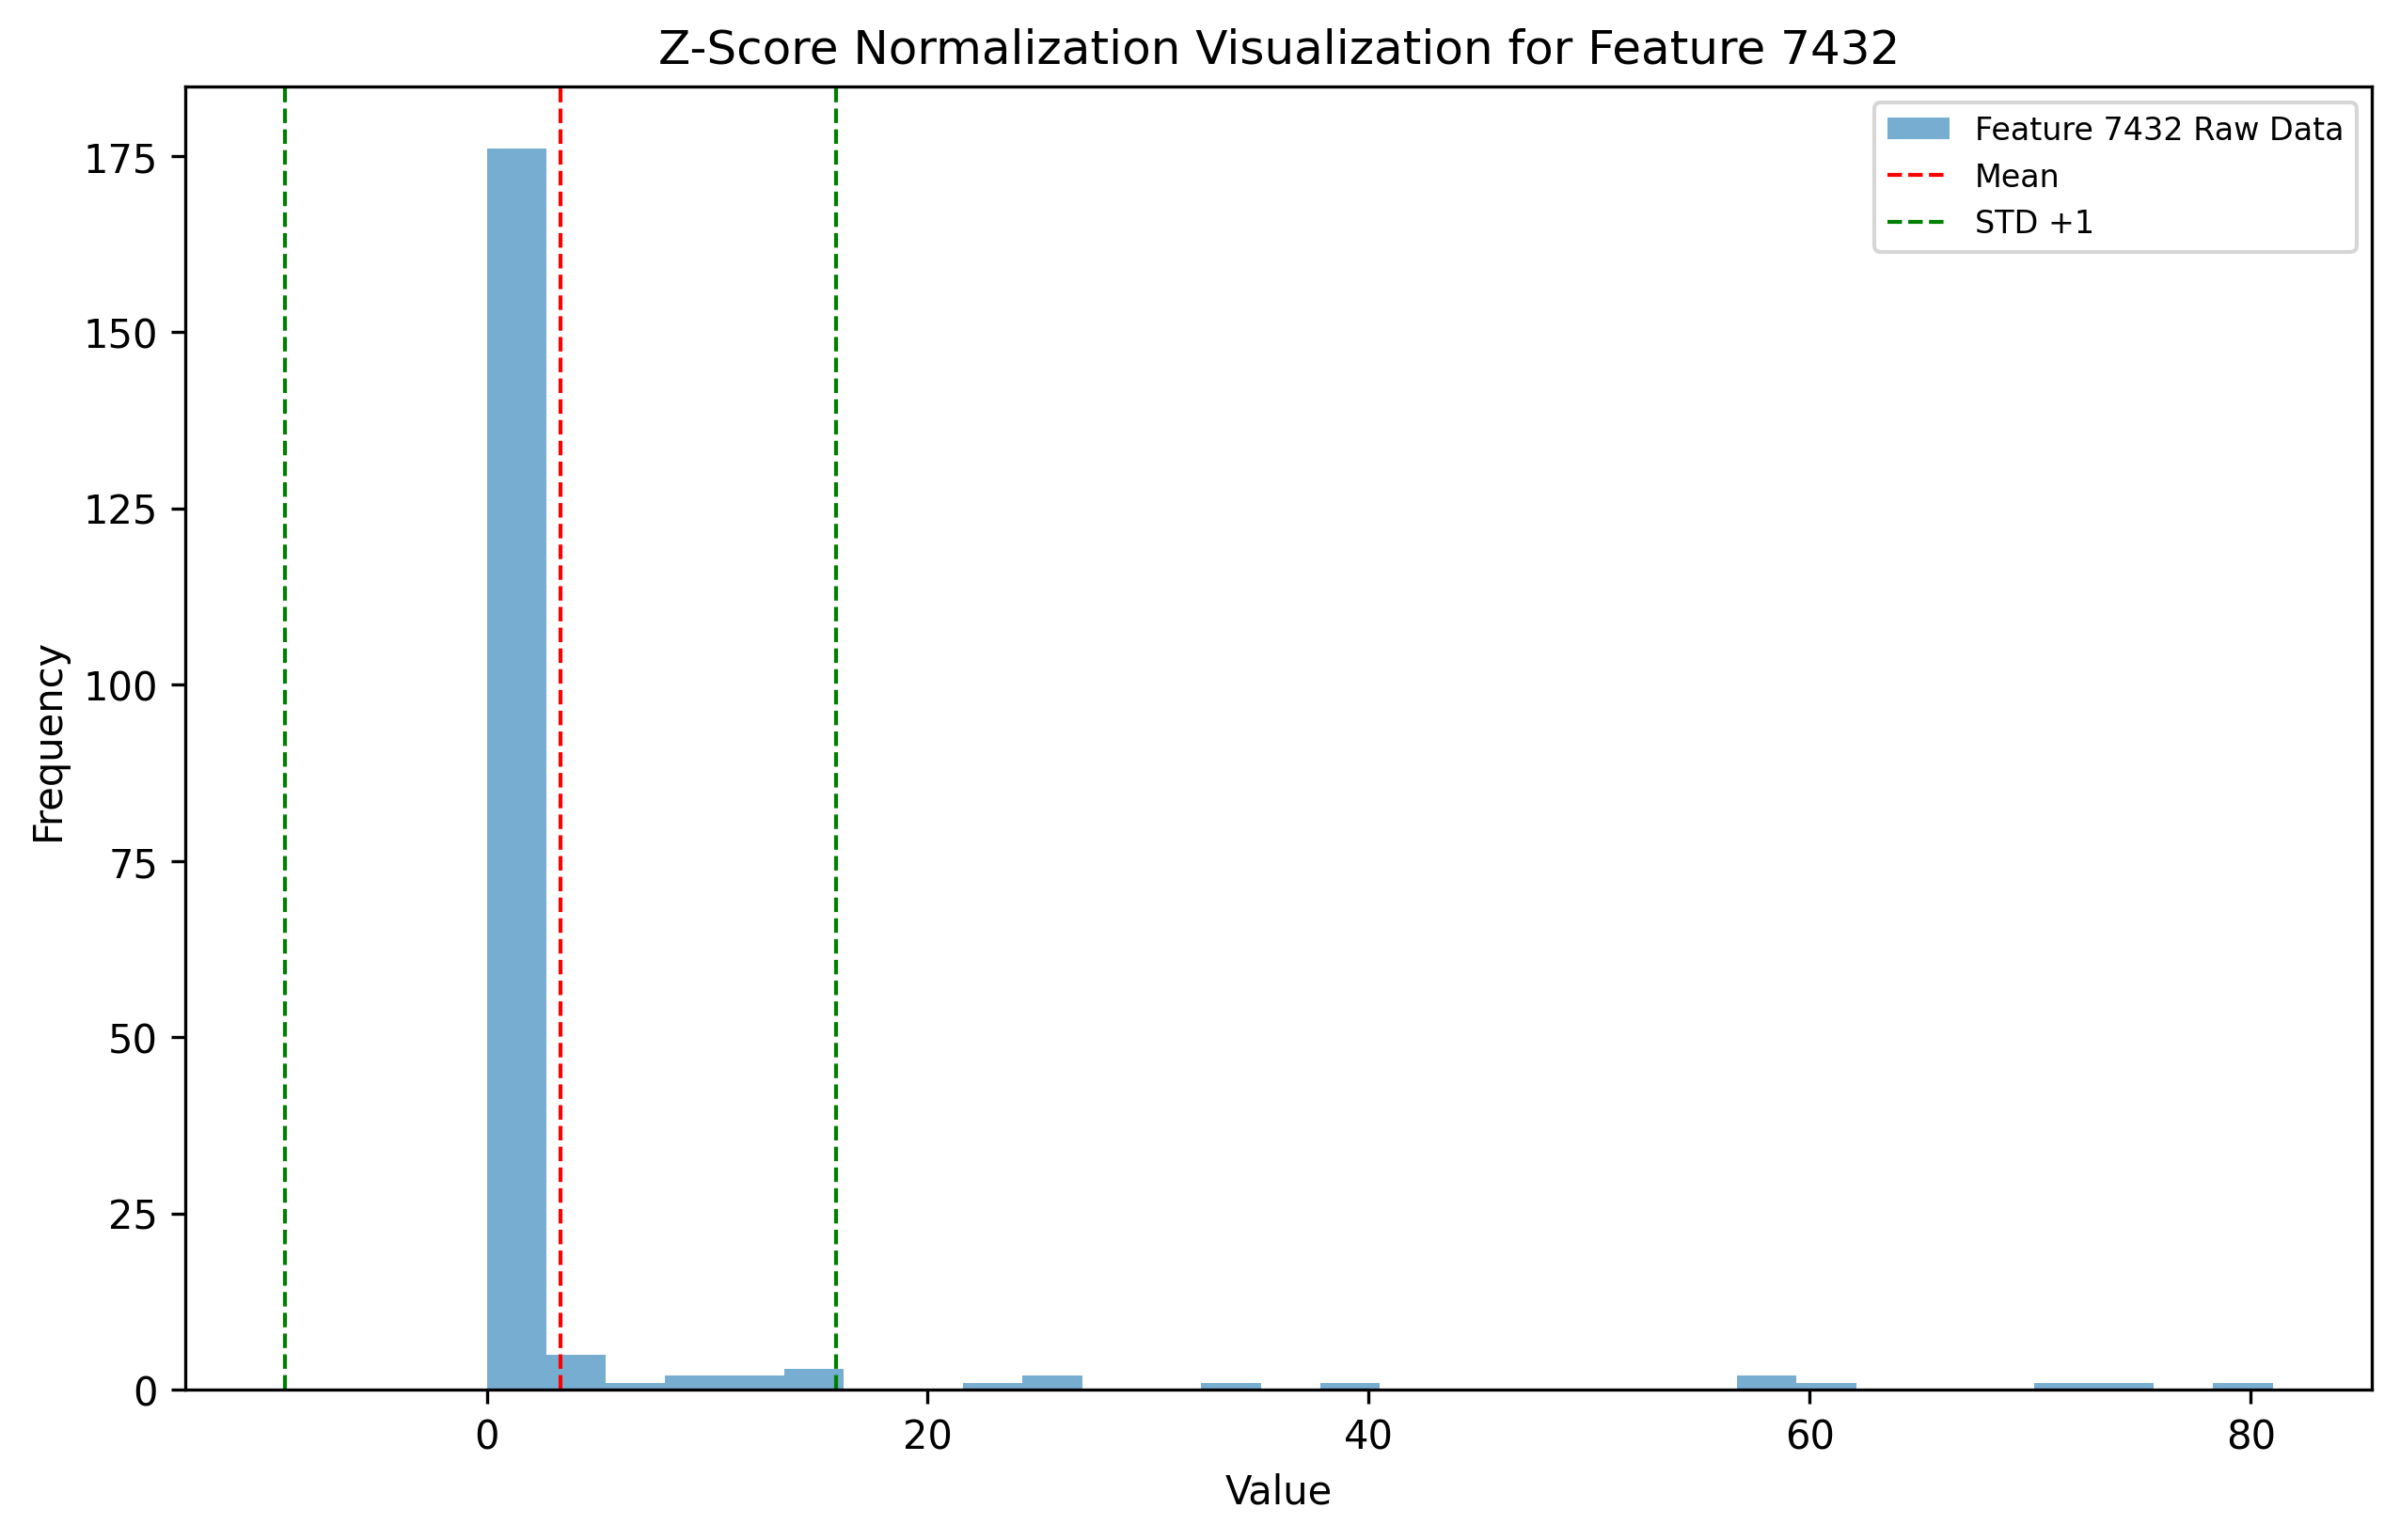 Z-Score Normalization Visualization for Feature 7432
Feature 7432 Raw Data
Mean
STD +1
175
150
125
100
75
50
25
0
Frequency
0 20 40 60 80
Value